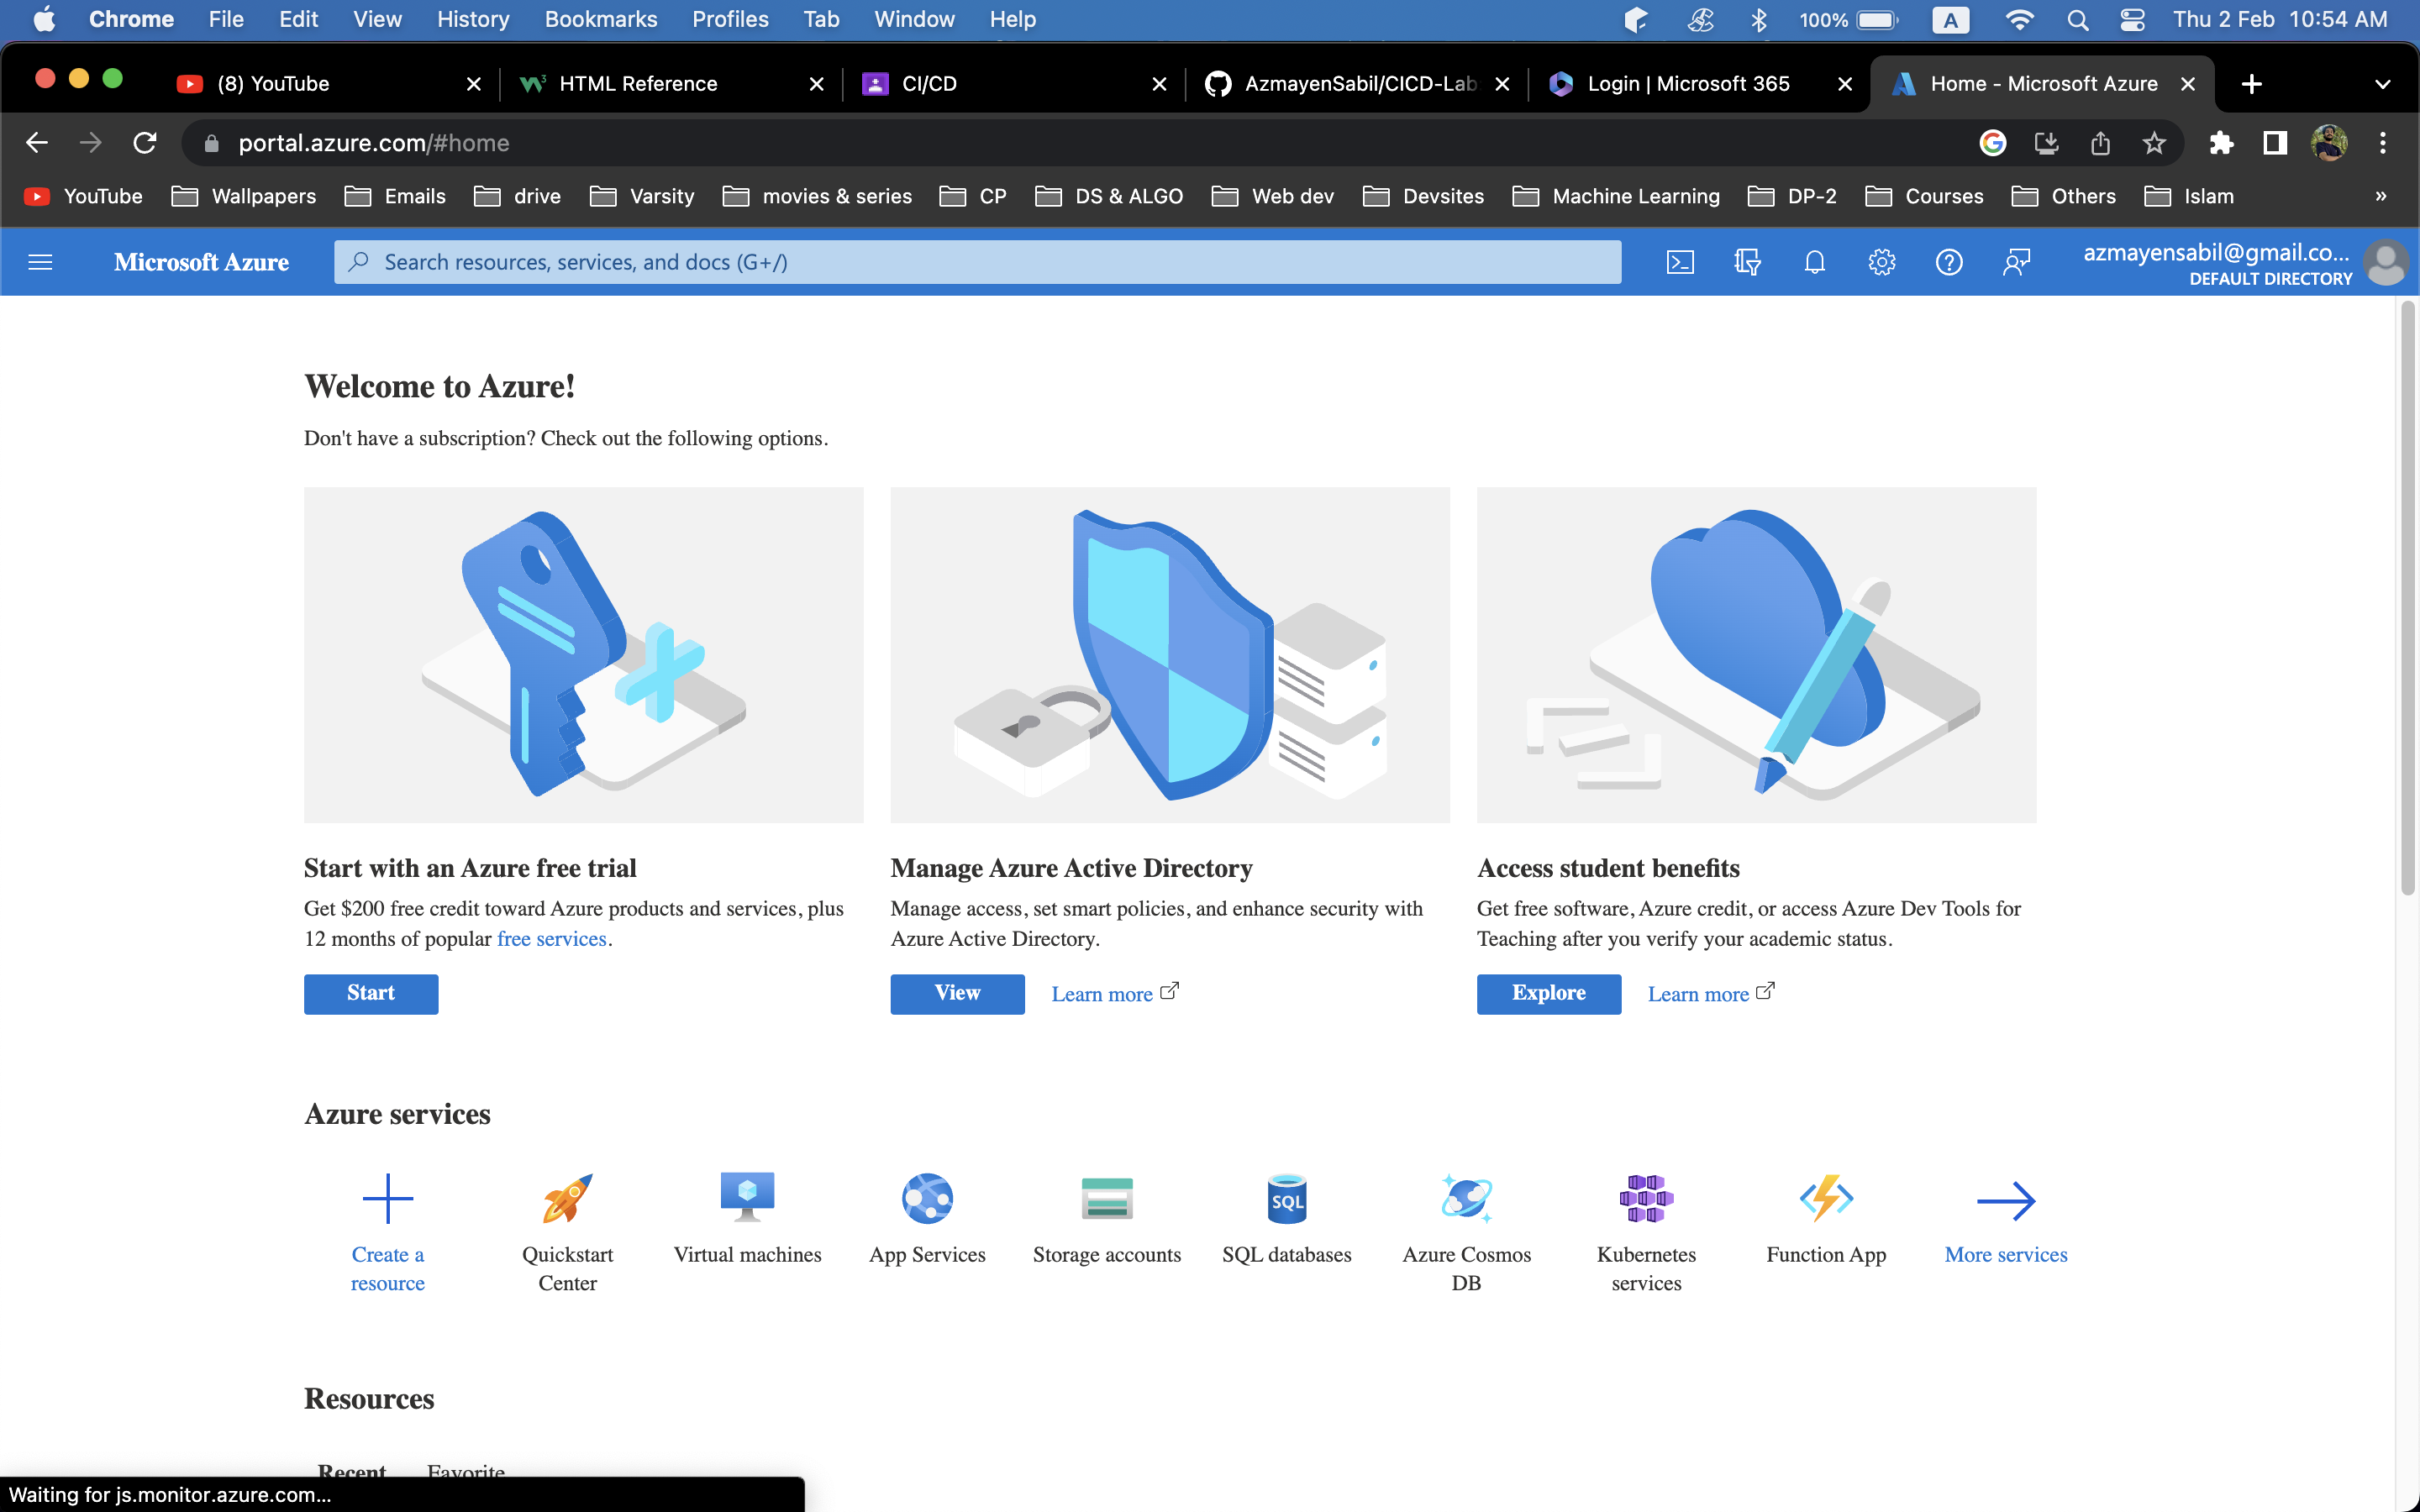 Chrome File Edit View History Bookmarks Profiles Tab Window Help 100% A Thu 2 Feb 10:54 AM
(8) YouTube HTML Reference CI/CD AzmayenSabil/CICD-Lab Login | Microsoft 365 Home - Microsoft Azure
portal.azure.com/#home
YouTube Wallpapers Emails drive Varsity movies & series CP DS & ALGO Web dev Devsites Machine Learning DP-2 Courses Others Islam »
Microsoft Azure Search resources, services, and docs (G+/) azmayensabil@gmail.co...
DEFAULT DIRECTORY
Welcome to Azure!
Don't have a subscription? Check out the following options.
Start with an Azure free trial
Get $200 free credit toward Azure products and services, plus
12 months of popular free services.
Start
Manage Azure Active Directory
Manage access, set smart policies, and enhance security with
Azure Active Directory.
View Learn more
Access student benefits
Get free software, Azure credit, or access Azure Dev Tools for
Teaching after you verify your academic status.
Explore Learn more
Azure services
SQL
Create a
resource
Quickstart
Center
Virtual machines
App Services
Storage accounts
SQL databases
Azure Cosmos
DB
Kubernetes
services
Function App
More services
Resources
Recent Favorite
Waiting for js.monitor.azure.com...